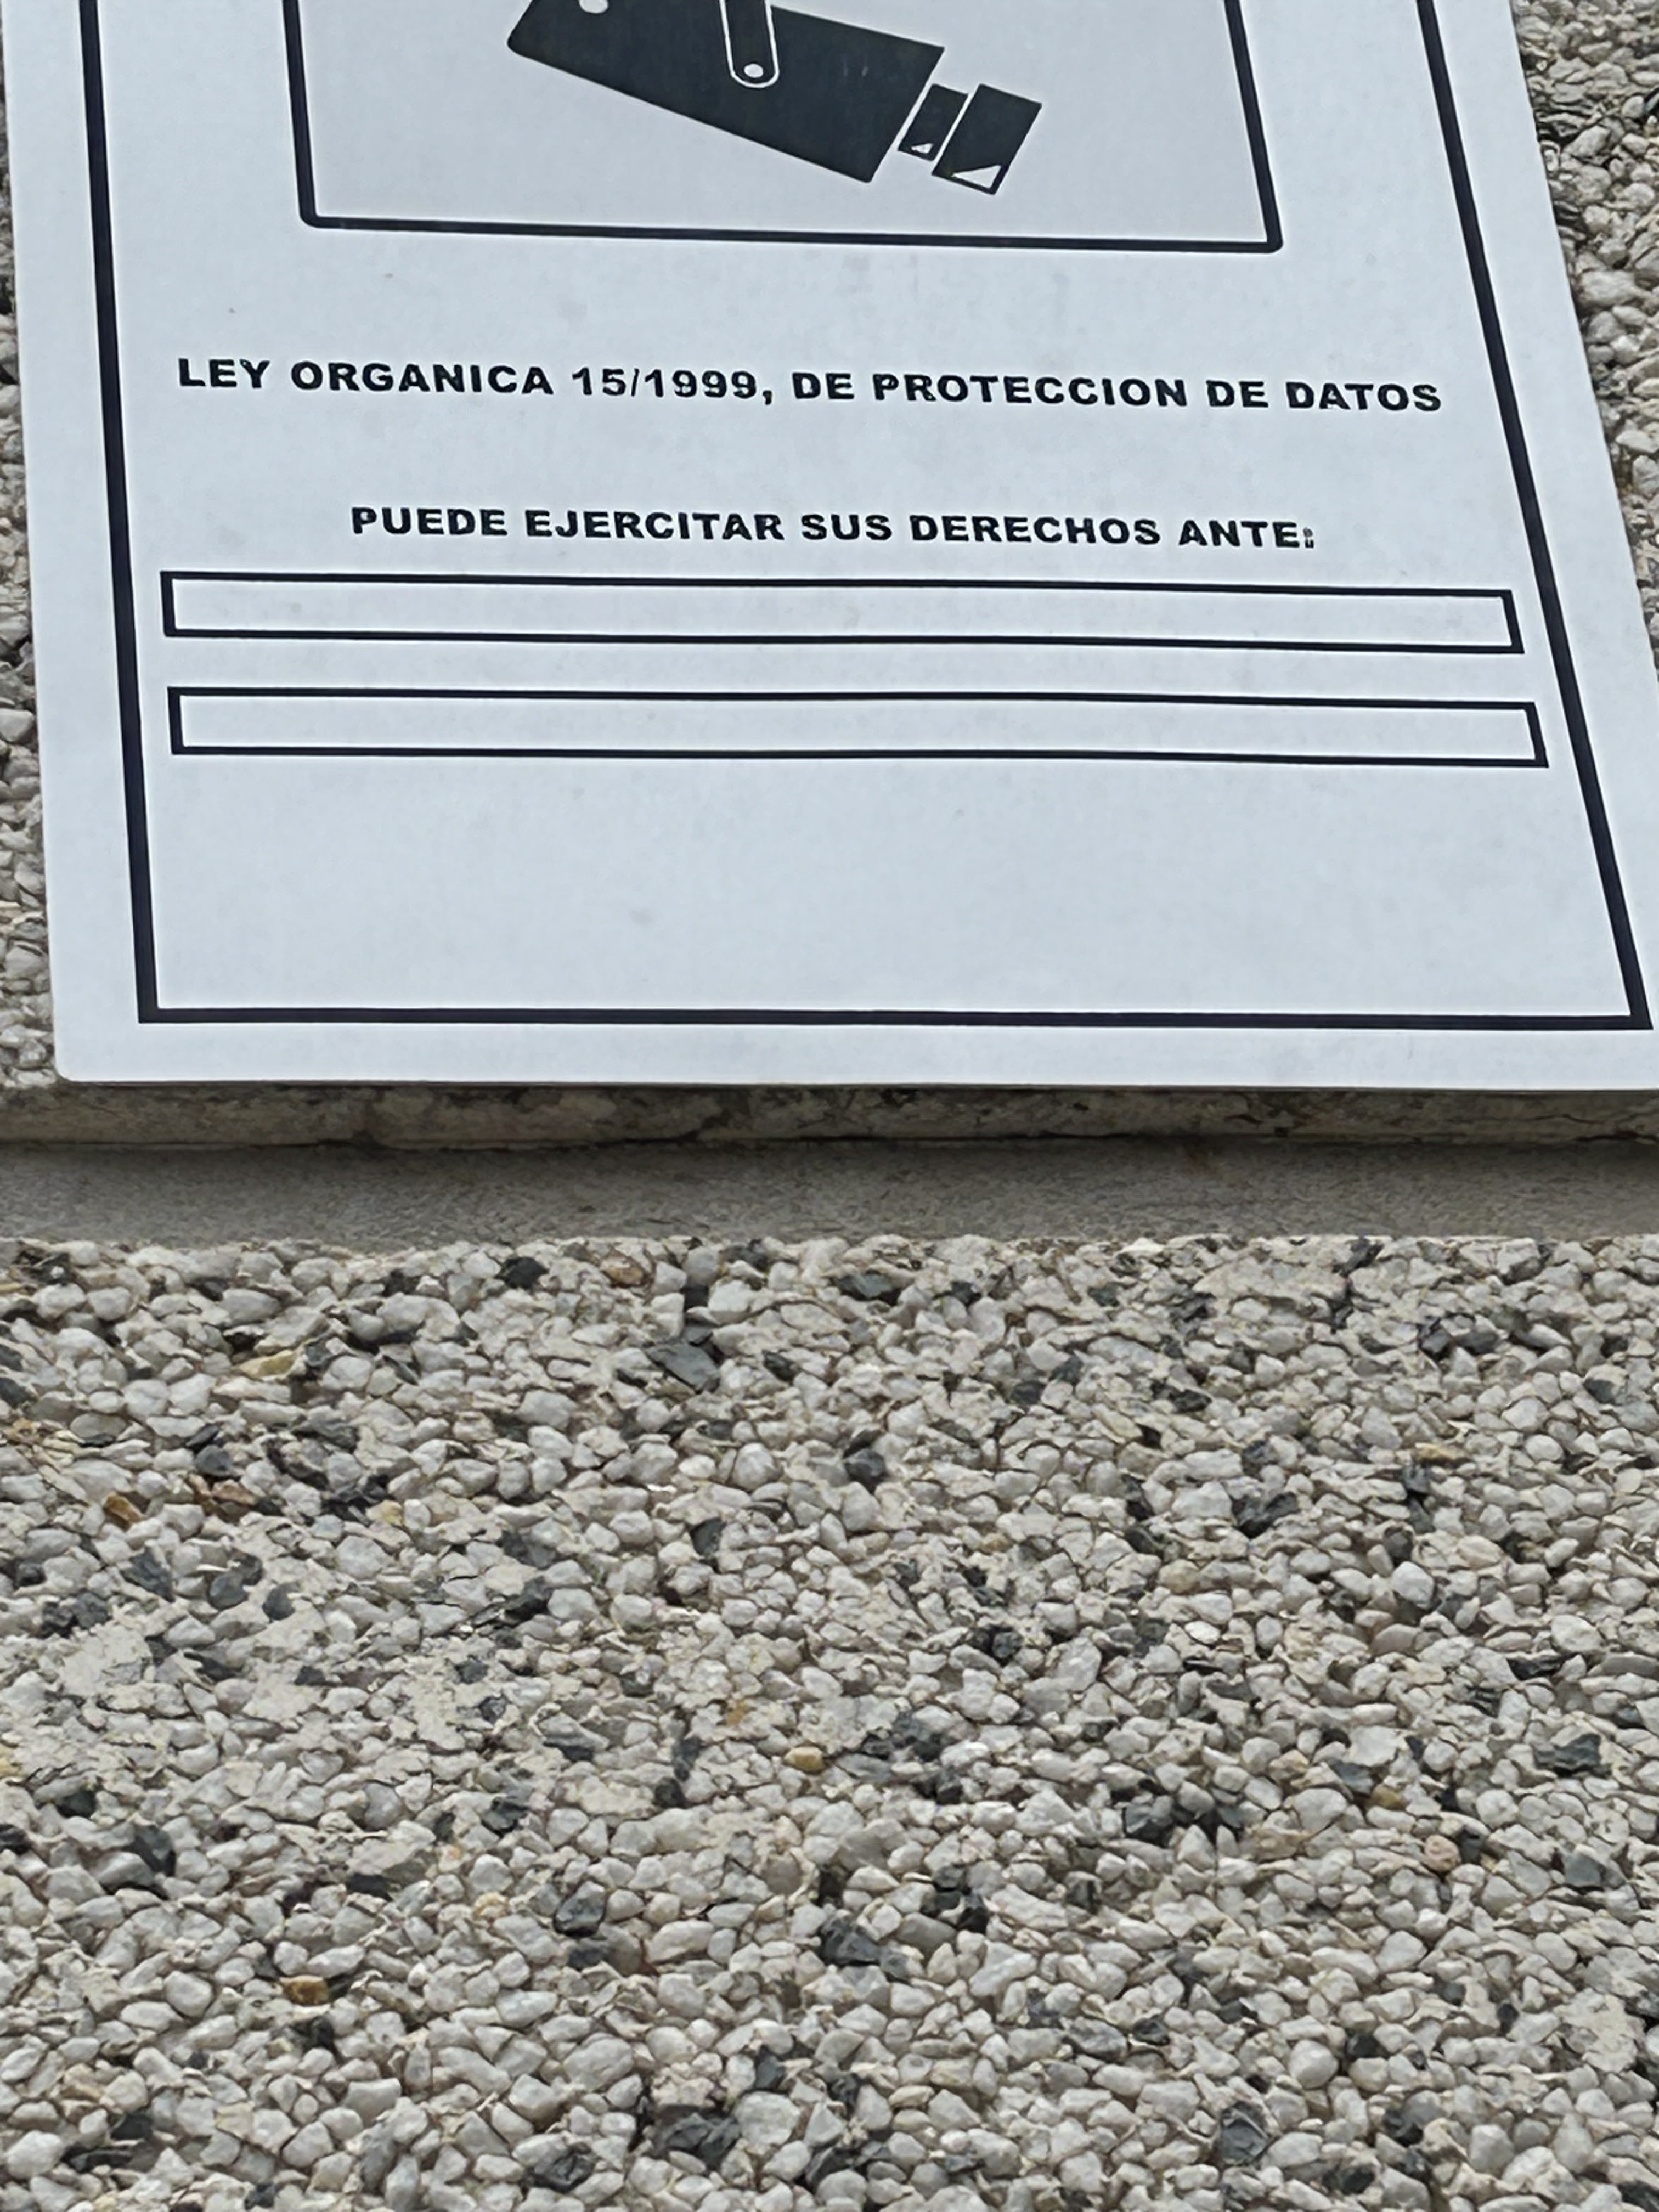 LEY ORGANICA 15/1999, DE PROTECCION DE DATOS
PUEDE EJERCITAR SUS DERECHOS ANTE: